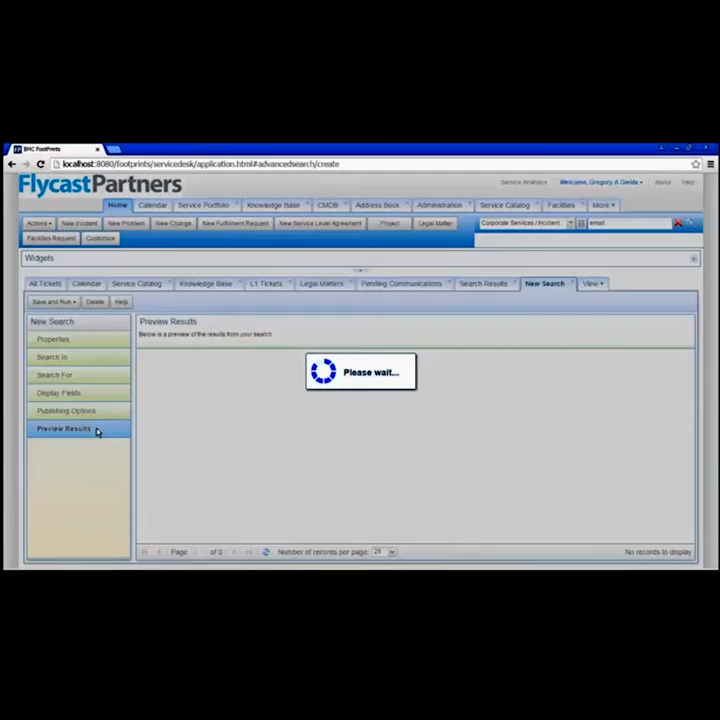 BMC FootPrints
localhost:8080/footprints/servicedesk/application.html#advancedsearch/create
FlycastPartners
Service Analytics Welcome, Gregory A Gielda About Help
Home Calendar Service Portfolio Knowledge Base CMDB Address Book Administration Service Catalog Facilities More
Actions New Incident New Problem New Change New Fulfillment Request New Service Level Agreement Project Legal Matter Corporate Services / Incident email
Facilities Request Customize
Widgets
All Tickets Calendar Service Catalog Knowledge Base L1 Tickets Legal Matters Pending Communications Search Results New Search View
Save and Run Delete Help
New Search
Properties
Search In
Search For
Display Fields
Publishing Options
Preview Results
Preview Results
Below is a preview of the results from your search.
Please wait...
Page of 0 Number of records per page: 25 No records to display